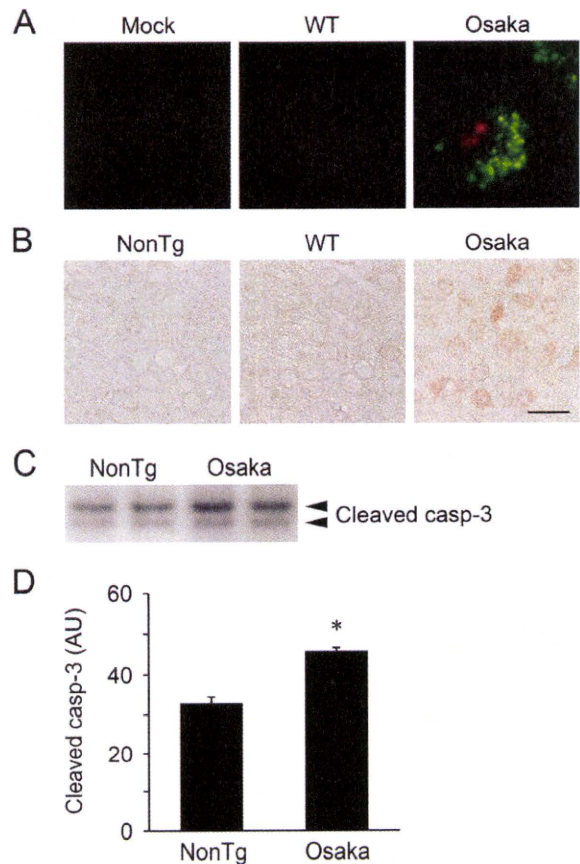 A
Mock WT Osaka
B
NonTg WT Osaka
C
NonTg Osaka
Cleaved casp-3
D
Cleaved casp-3 (AU)
60
40
20
0
*
NonTg Osaka